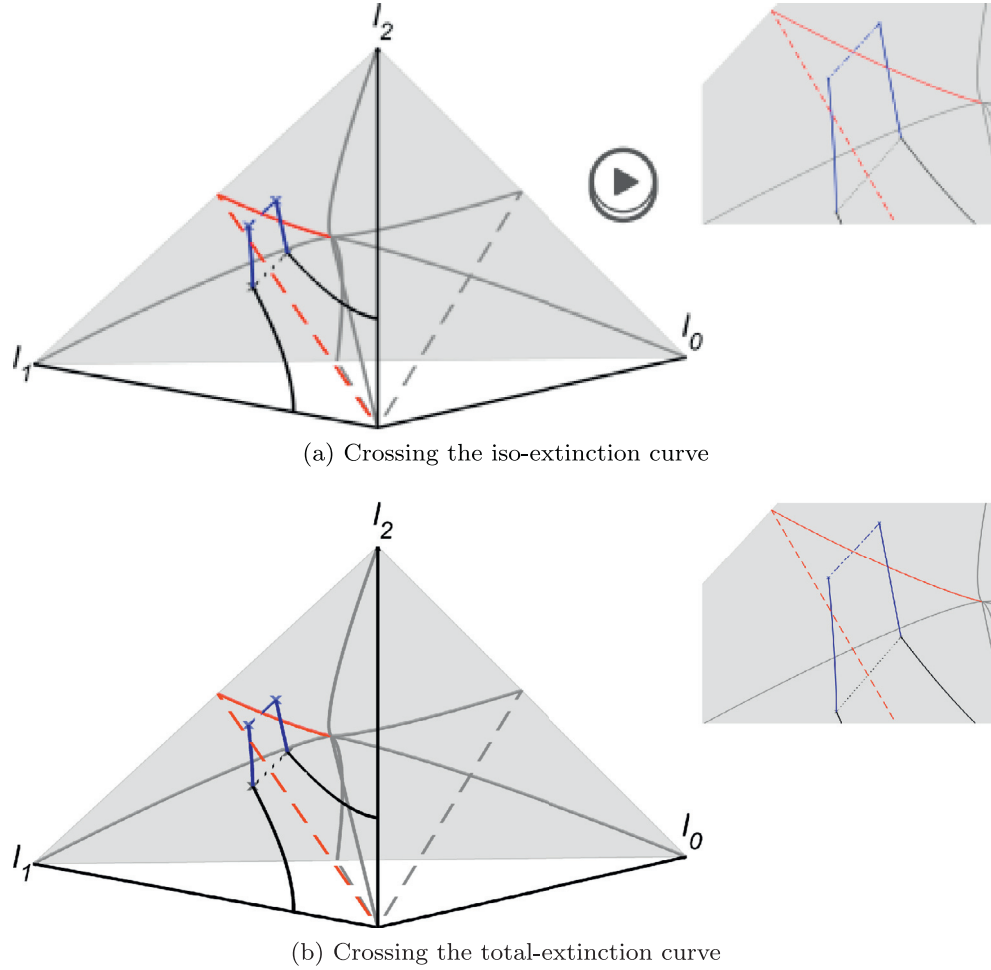 I2
I1
I0
(a) Crossing the iso-extinction curve
I2
I1
I0
(b) Crossing the total-extinction curve